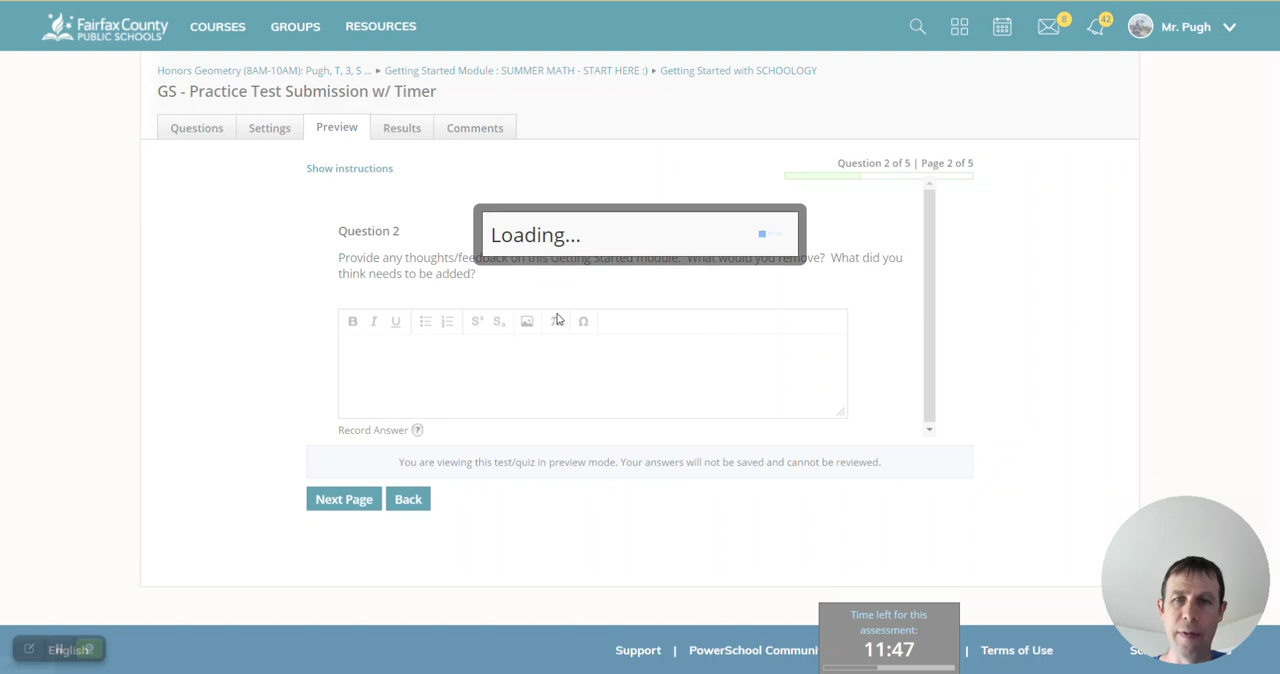 Fairfax County
PUBLIC SCHOOLS
COURSES
GROUPS
RESOURCES
8
42
Mr. Pugh
Honors Geometry (8AM-10AM): Pugh, T, 3, S ... ▸ Getting Started Module : SUMMER MATH - START HERE :) ▸ Getting Started with SCHOOLOGY
GS - Practice Test Submission w/ Timer
Questions
Settings
Preview
Results
Comments
Show instructions
Question 2 of 5 | Page 2 of 5
Question 2
Loading...
Provide any thoughts/feedback on this Getting Started module. What would you remove? What did you
think needs to be added?
B I U
Record Answer ?
You are viewing this test/quiz in preview mode. Your answers will not be saved and cannot be reviewed.
Next Page
Back
Time left for this
assessment:
11:47
English
Support | PowerSchool Communi
| Terms of Use